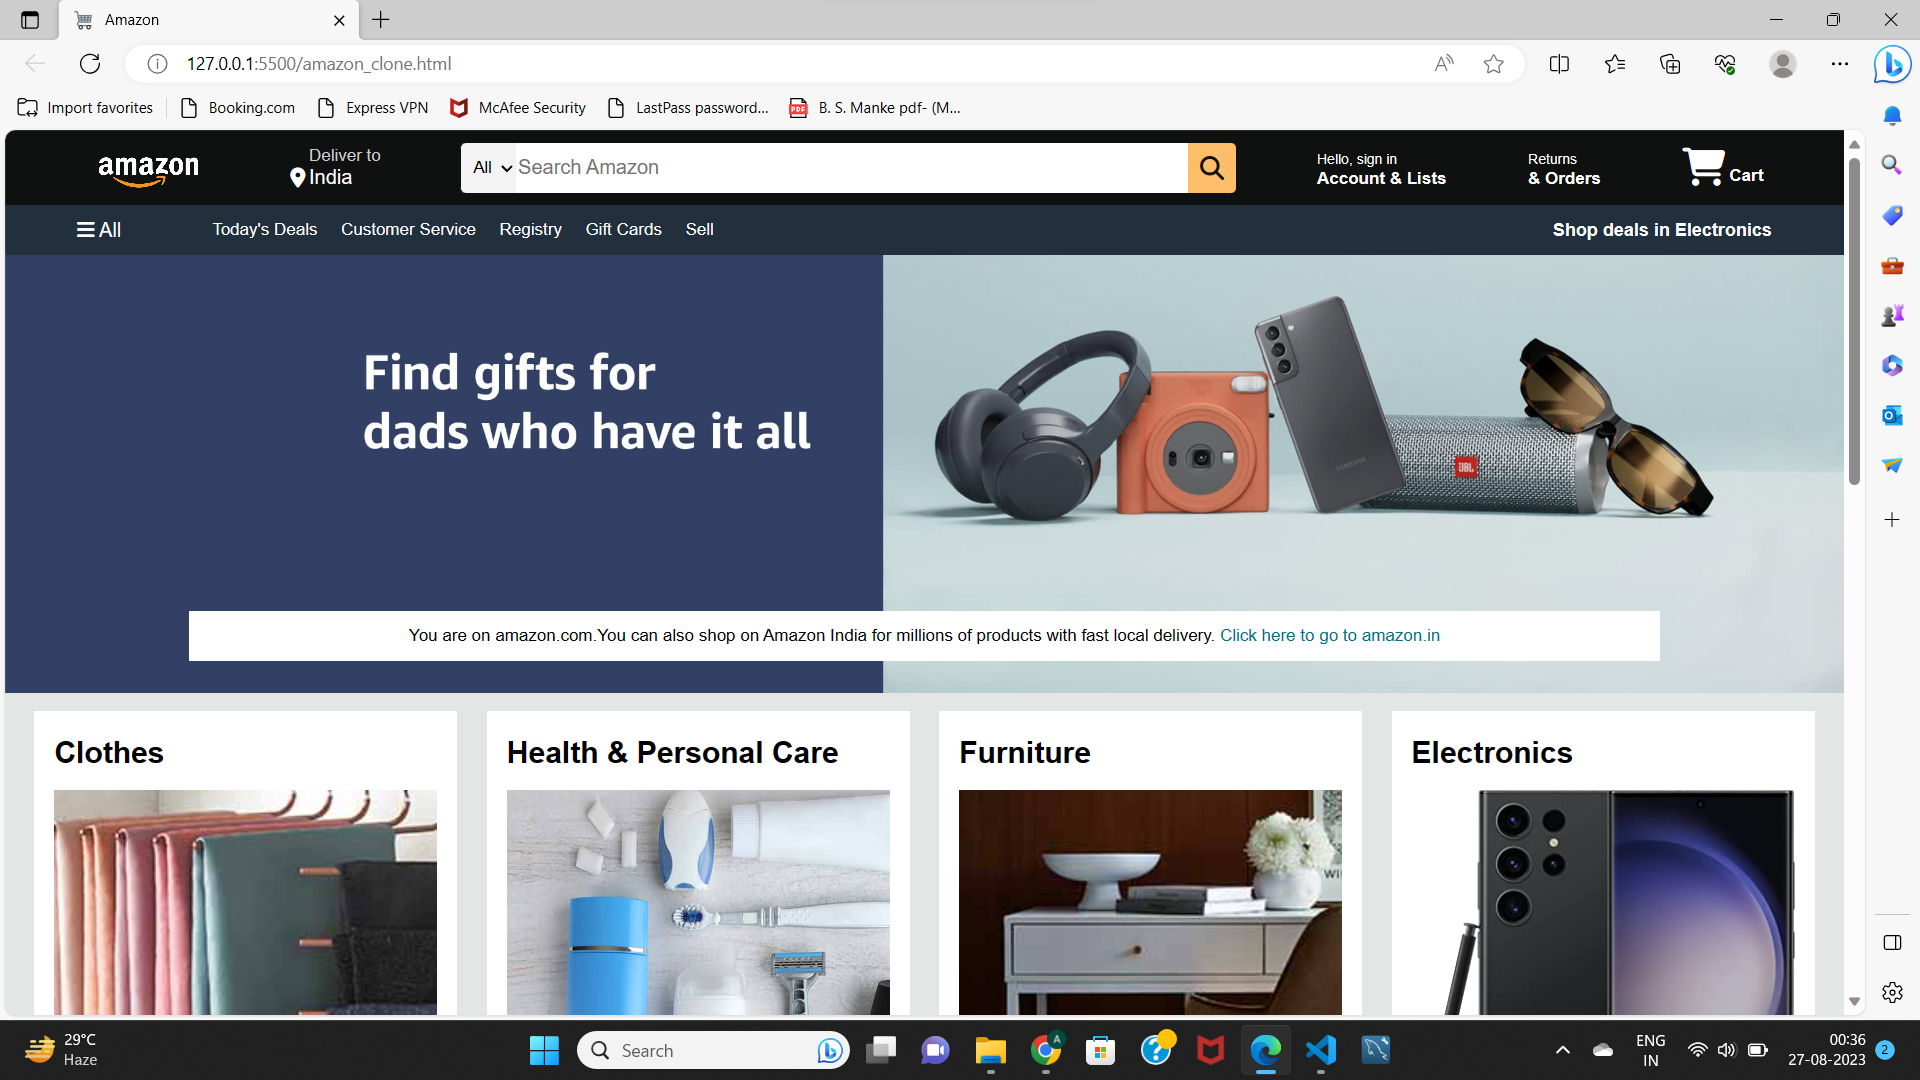 Amazon
127.0.0.1:5500/amazon_clone.html
Import favorites
Booking.com
Express VPN
McAfee Security
LastPass password...
PDF
B. S. Manke pdf- (M...
amazon
Deliver to
India
All
Search Amazon
Hello, sign in
Account & Lists
Returns
& Orders
Cart
All
Today's Deals
Customer Service
Registry
Gift Cards
Sell
Shop deals in Electronics
Find gifts for
dads who have it all
SAMSUNG
JBL
You are on amazon.com.You can also shop on Amazon India for millions of products with fast local delivery. Click here to go to amazon.in
Clothes
Health & Personal Care
Furniture
Electronics
29°C
Haze
Search
A
ENG
IN
00:36
27-08-2023
2